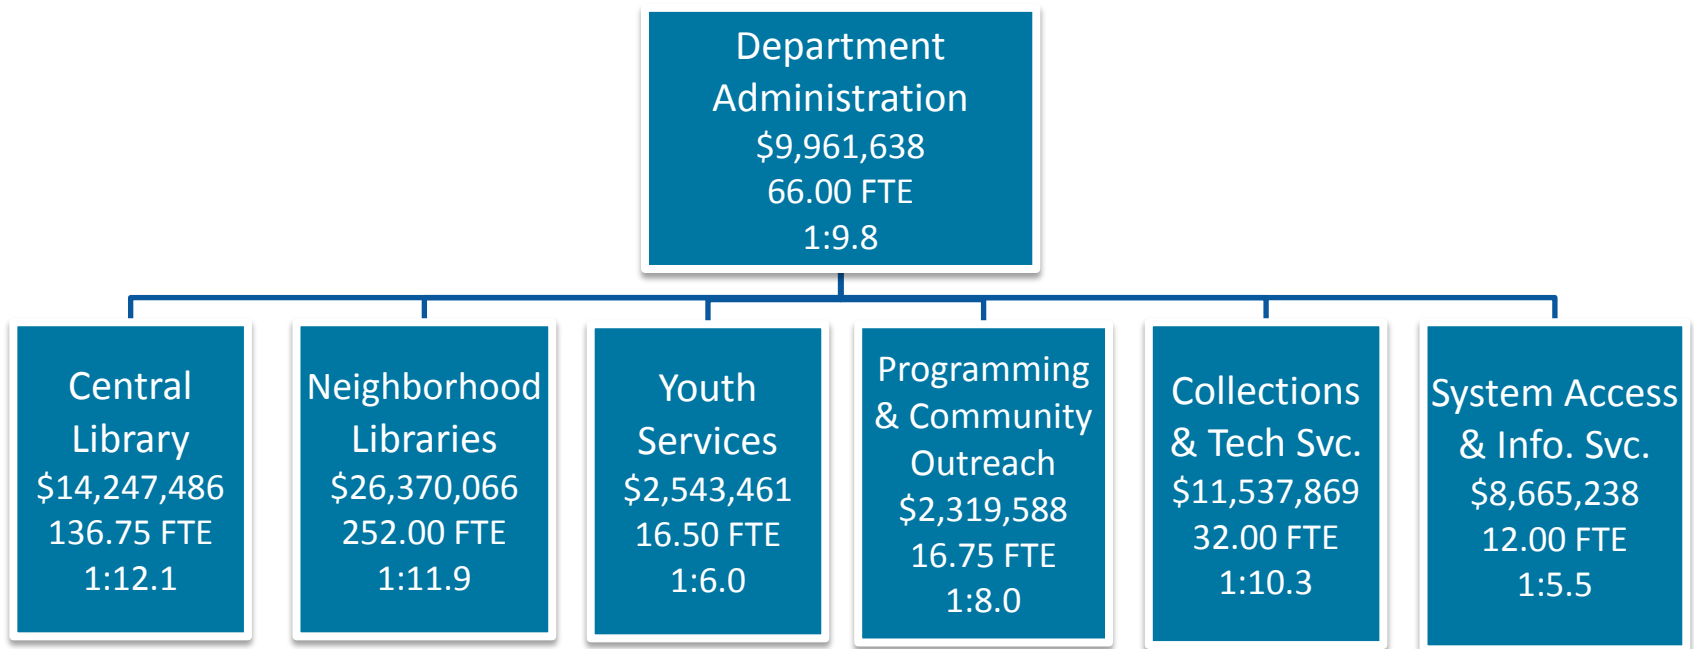 Department
Administration
$9,961,638
66.00 FTE
1:9.8
Central
Library
$14,247,486
136.75 FTE
1:12.1
Neighborhood
Libraries
$26,370,066
252.00 FTE
1:11.9
Youth
Services
$2,543,461
16.50 FTE
1:6.0
Programming
& Community
Outreach
$2,319,588
16.75 FTE
1:8.0
Collections
& Tech Svc.
$11,537,869
32.00 FTE
1:10.3
System Access
& Info. Svc.
$8,665,238
12.00 FTE
1:5.5